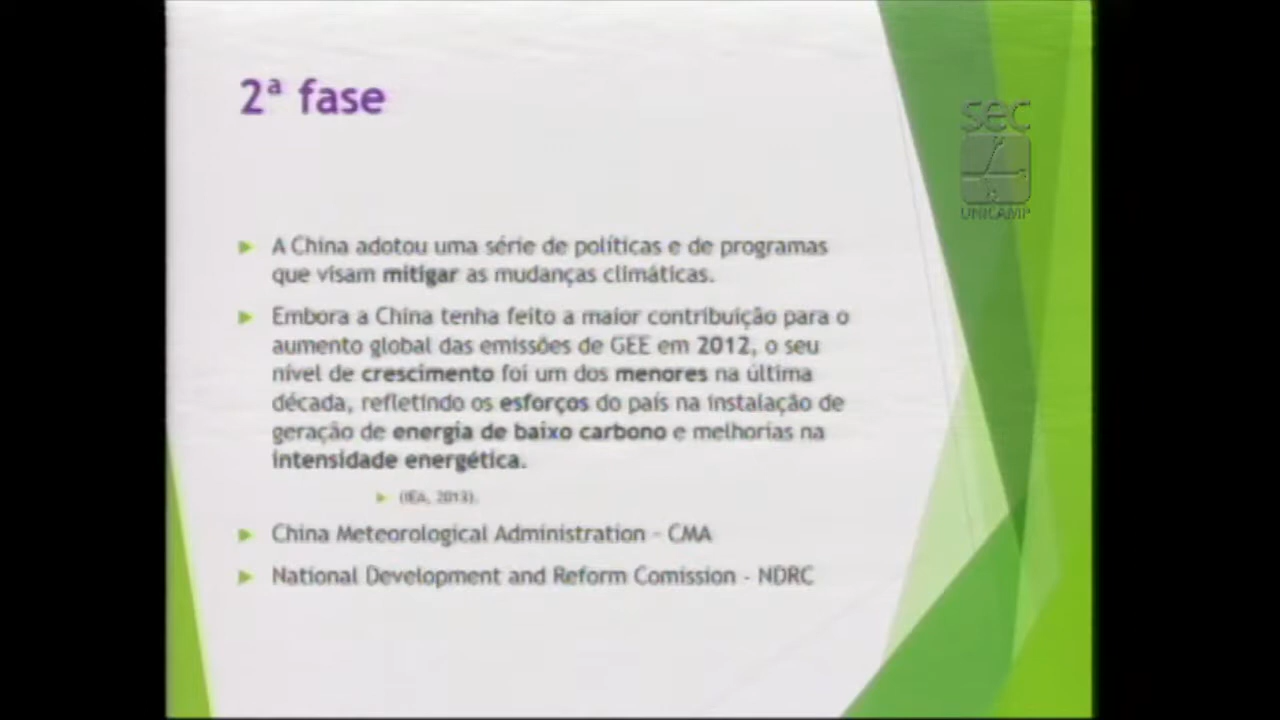 2ª fase
sec
UNICAMP
A China adotou uma série de políticas e de programas
que visam mitigar as mudanças climáticas.
Embora a China tenha feito a maior contribuição para o
aumento global das emissões de GEE em 2012, o seu
nível de crescimento foi um dos menores na última
década, refletindo os esforços do país na instalação de
geração de energia de baixo carbono e melhorias na
intensidade energética.
(IEA, 2013).
China Meteorological Administration - CMA
National Development and Reform Comission - NDRC